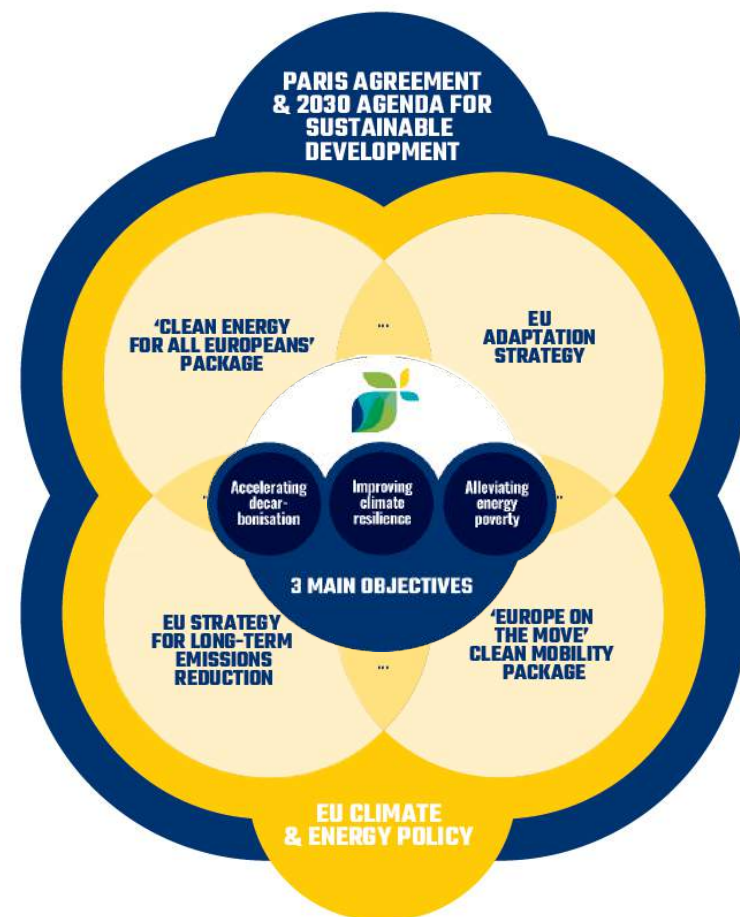 PARIS AGREEMENT
& 2030 AGENDA FOR
SUSTAINABLE
DEVELOPMENT
‘CLEAN ENERGY
FOR ALL EUROPEANS’
PACKAGE
...
EU
ADAPTATION
STRATEGY
Accelerating
decar-
bonisation
Improving
climate
resilience
Alleviating
energy
poverty
3 MAIN OBJECTIVES
EU STRATEGY
FOR LONG-TERM
EMISSIONS
REDUCTION
...
‘EUROPE ON
THE MOVE’
CLEAN MOBILITY
PACKAGE
EU CLIMATE
& ENERGY POLICY